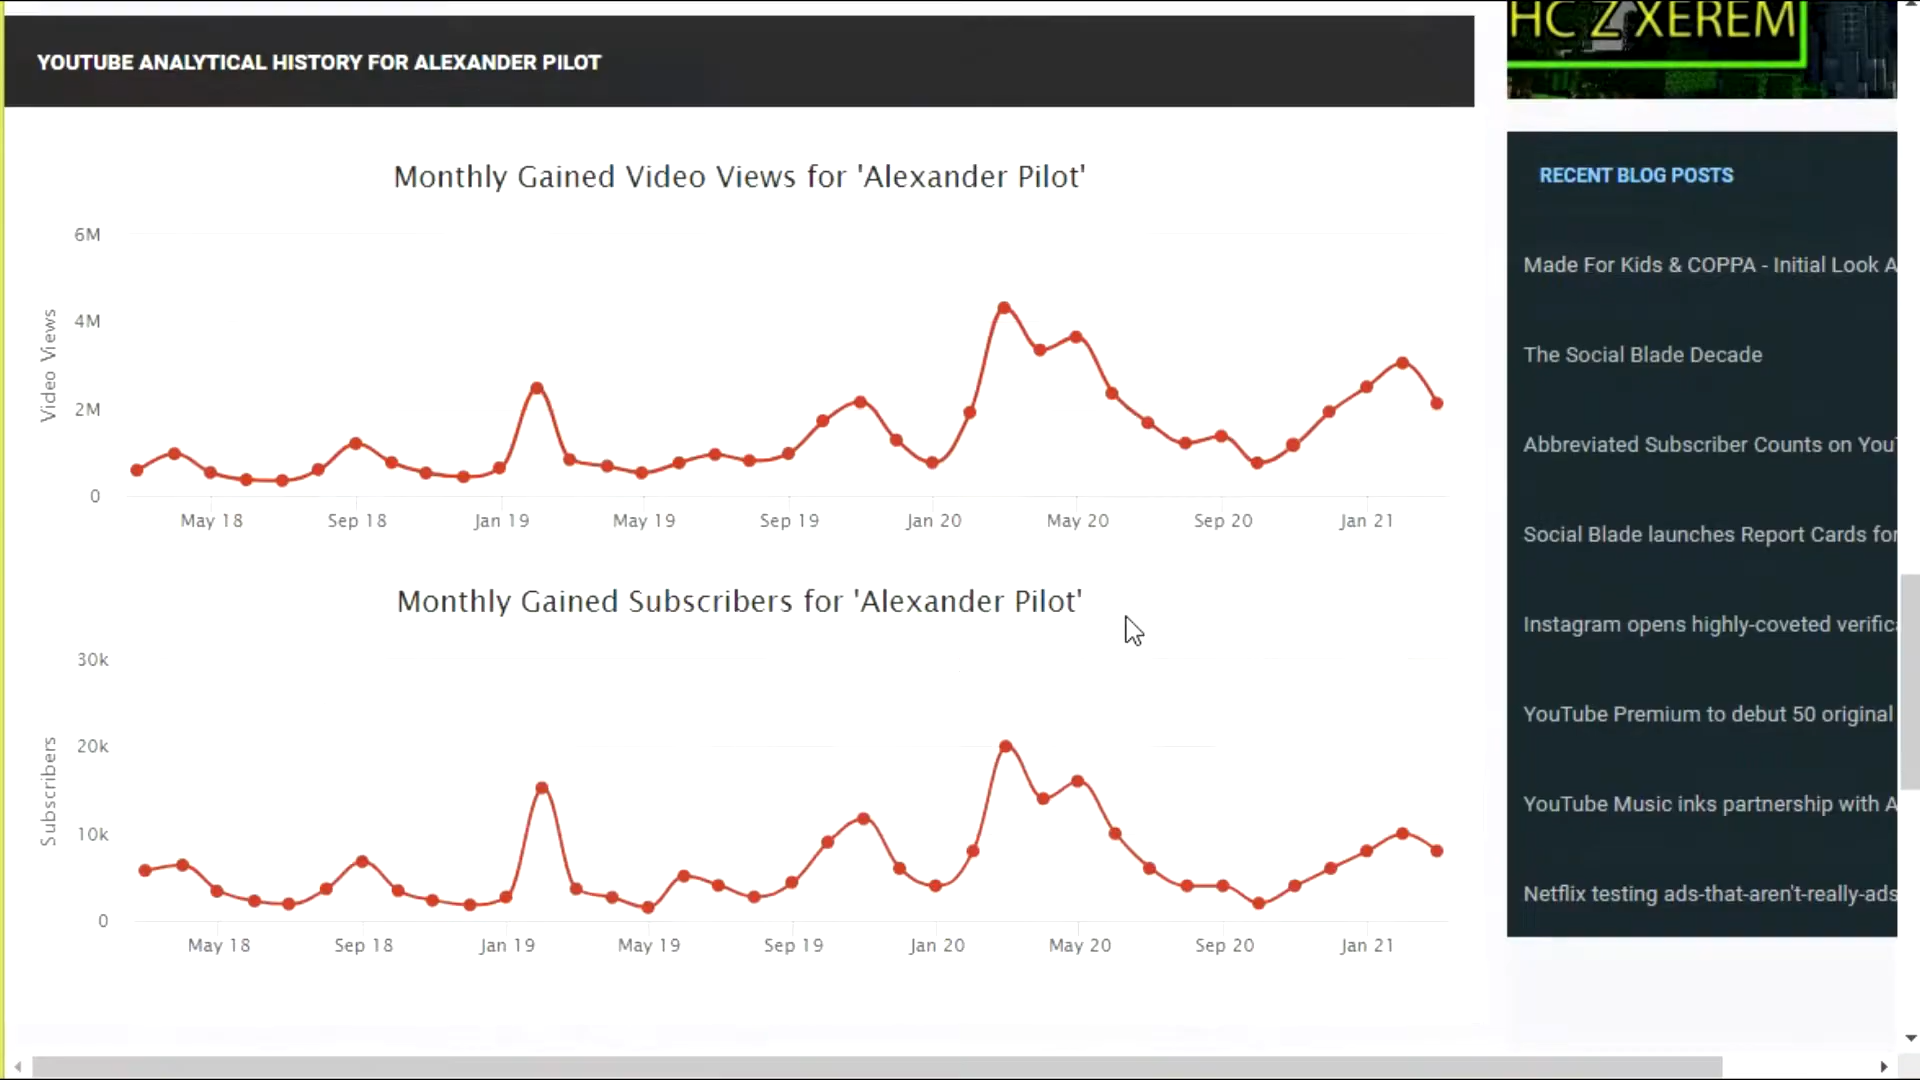 HC Z XEREM
YOUTUBE ANALYTICAL HISTORY FOR ALEXANDER PILOT
Monthly Gained Video Views for 'Alexander Pilot'
6M
4M
2M
0
Video Views
May 18 Sep 18 Jan 19 May 19 Sep 19 Jan 20 May 20 Sep 20 Jan 21
Monthly Gained Subscribers for 'Alexander Pilot'
30k
20k
10k
0
Subscribers
May 18 Sep 18 Jan 19 May 19 Sep 19 Jan 20 May 20 Sep 20 Jan 21
RECENT BLOG POSTS
Made For Kids & COPPA - Initial Look A
The Social Blade Decade
Abbreviated Subscriber Counts on You
Social Blade launches Report Cards for
Instagram opens highly-coveted verific
YouTube Premium to debut 50 original
YouTube Music inks partnership with A
Netflix testing ads-that-aren't-really-ads